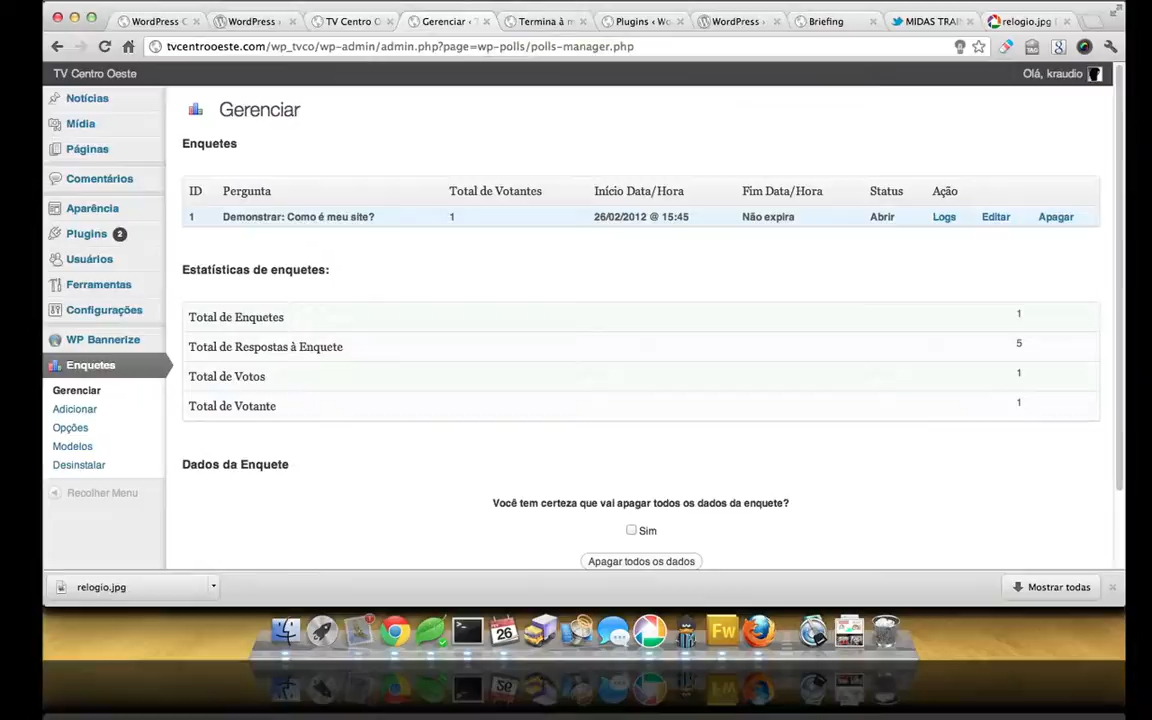 WordPress C
WordPress
TV Centro O
Gerenciar ‹
Termina à m
Plugins ‹ Wo
WordPress
Briefing
MIDAS TRAI
relogio.jpg (
tvcentrooeste.com/wp_tvco/wp-admin/admin.php?page=wp-polls/polls-manager.php
TV Centro Oeste
Olá, kraudio
Notícias
Mídia
Páginas
Comentários
Aparência
Plugins 2
Usuários
Ferramentas
Configurações
WP Bannerize
Enquetes
Gerenciar
Adicionar
Opções
Modelos
Desinstalar
Recolher Menu
Gerenciar
Enquetes
ID Pergunta Total de Votantes Início Data/Hora Fim Data/Hora Status Ação
1 Demonstrar: Como é meu site? 1 26/02/2012 @ 15:45 Não expira Abrir Logs Editar Apagar
Estatísticas de enquetes:
Total de Enquetes 1
Total de Respostas à Enquete 5
Total de Votos 1
Total de Votante 1
Dados da Enquete
Você tem certeza que vai apagar todos os dados da enquete?
Sim
Apagar todos os dados
relogio.jpg
Mostrar todas
26
Fw